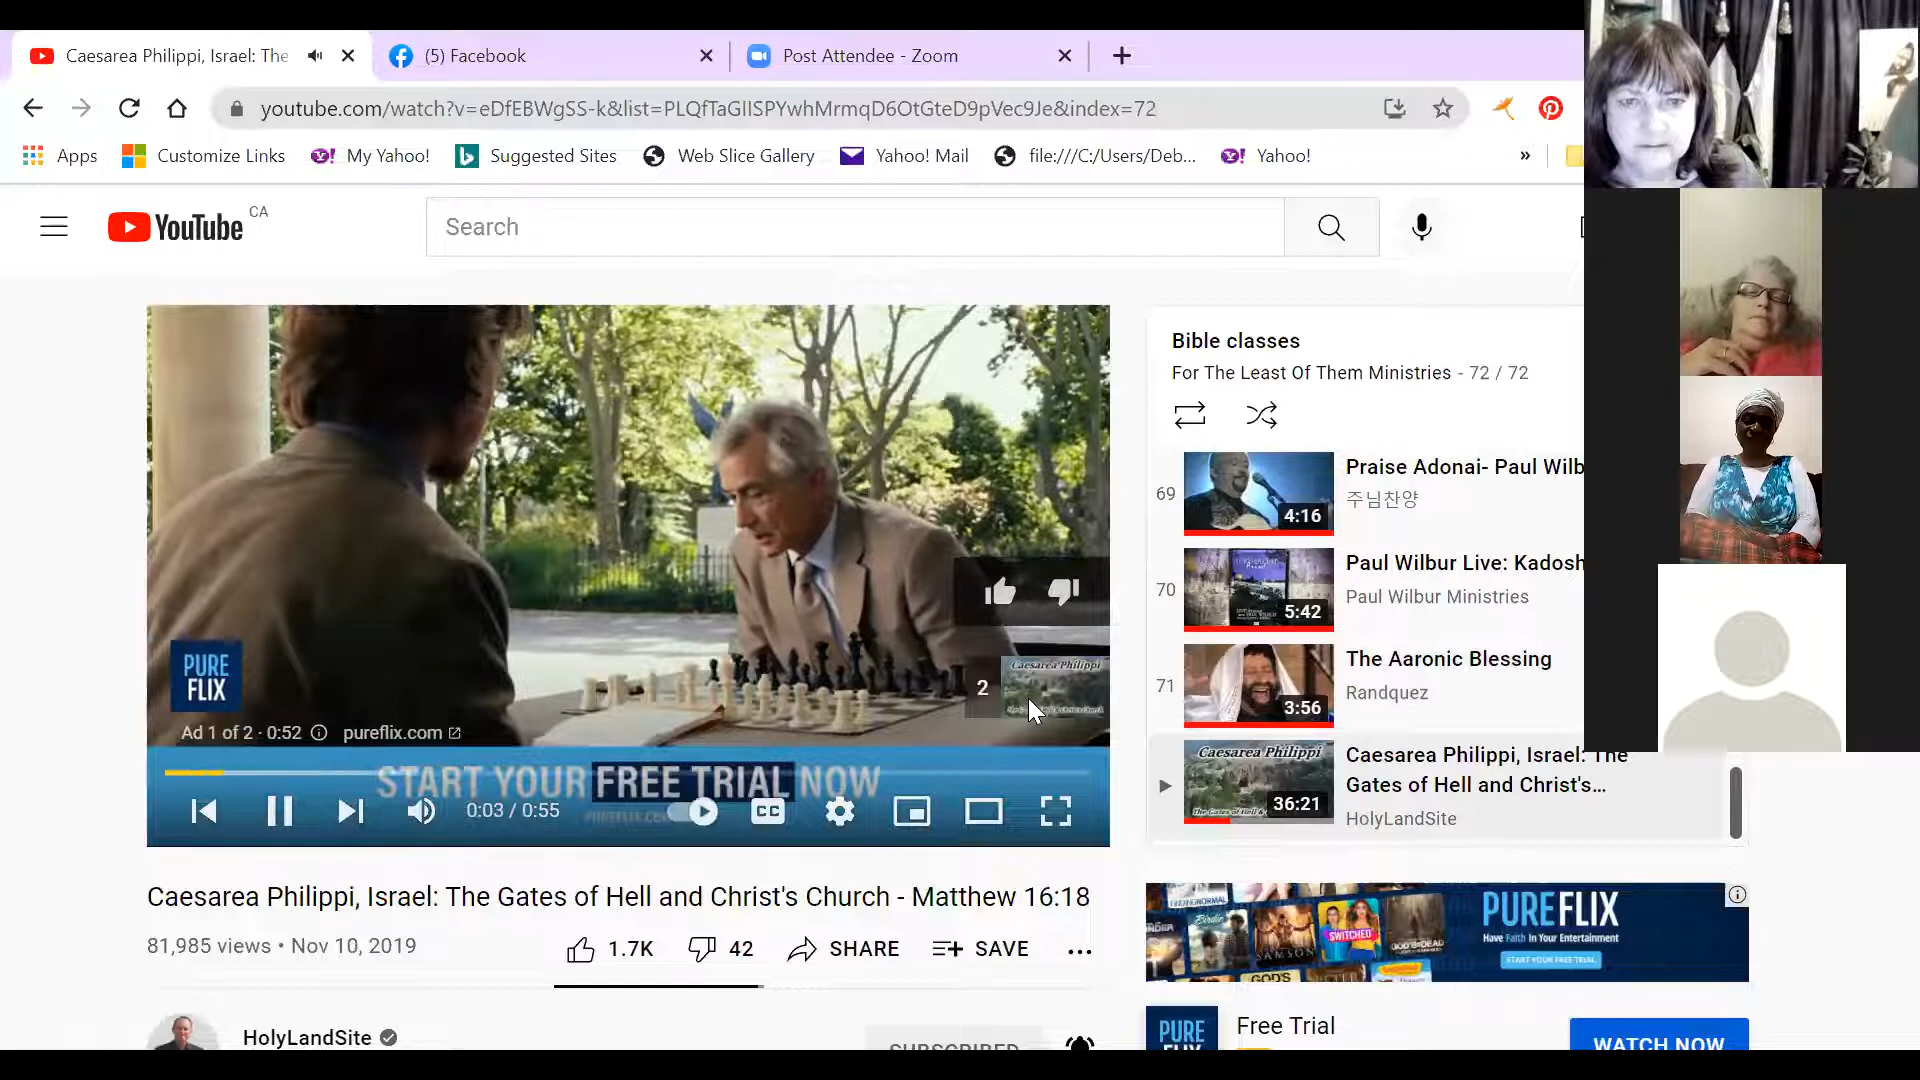 Caesarea Philippi, Israel: The
(5) Facebook
Post Attendee - Zoom
youtube.com/watch?v=eDfEBWgSS-k&list=PLQfTaGIISPYwhMrmqD6OtGteD9pVec9Je&index=72
Apps
Customize Links
My Yahoo!
Suggested Sites
Web Slice Gallery
Yahoo! Mail
file:///C:/Users/Deb...
Yahoo!
»
YouTube CA
Search
Bible classes
For The Least Of Them Ministries - 72 / 72
69
4:16
Praise Adonai- Paul Wilb
주님찬양
70
5:42
Paul Wilbur Live: Kadosh
Paul Wilbur Ministries
71
3:56
The Aaronic Blessing
Randquez
Caesarea Philippi
36:21
Caesarea Philippi, Israel: The
Gates of Hell and Christ's...
HolyLandSite
PURE
FLIX
2
Caesarea Philippi
Ad 1 of 2 · 0:52
pureflix.com
START YOUR FREE TRIAL NOW
0:03 / 0:55
CC
Caesarea Philippi, Israel: The Gates of Hell and Christ's Church - Matthew 16:18
81,985 views • Nov 10, 2019
1.7K
42
SHARE
SAVE
HolyLandSite
SUBSCRIBED
SAMSON
SWITCHED
GOD'S
PUREFLIX
Have Faith In Your Entertainment
START YOUR FREE TRIAL
PURE
FLIX
Free Trial
WATCH NOW